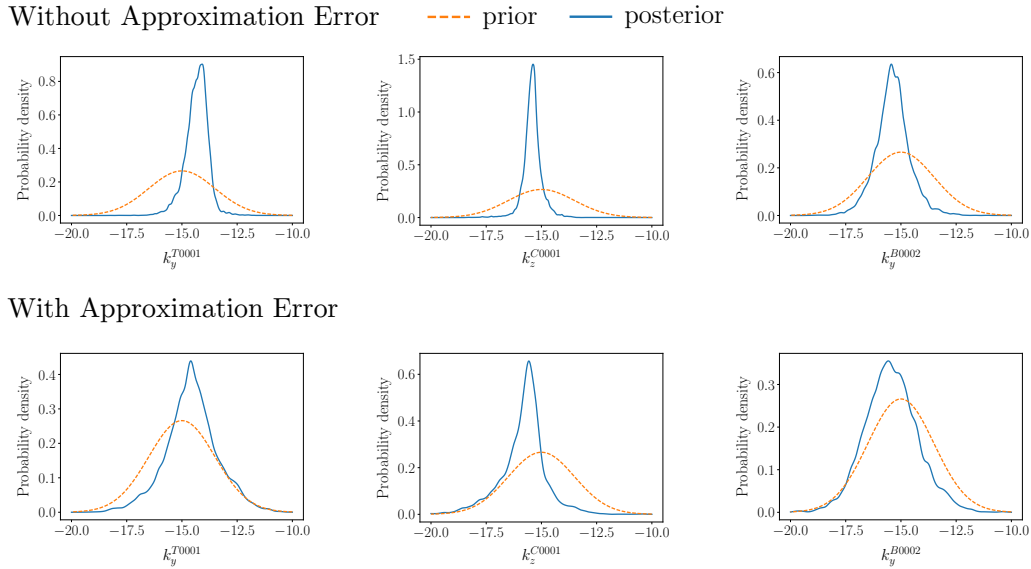 Without Approximation Error prior posterior
Probability density
0.8
0.6
0.4
0.2
0.0
−20.0 −17.5 −15.0 −12.5 −10.0
k_y^{T0001}
Probability density
1.5
1.0
0.5
0.0
−20.0 −17.5 −15.0 −12.5 −10.0
k_z^{C0001}
Probability density
0.6
0.4
0.2
0.0
−20.0 −17.5 −15.0 −12.5 −10.0
k_y^{B0002}
With Approximation Error
Probability density
0.4
0.3
0.2
0.1
0.0
−20.0 −17.5 −15.0 −12.5 −10.0
k_y^{T0001}
Probability density
0.6
0.4
0.2
0.0
−20.0 −17.5 −15.0 −12.5 −10.0
k_z^{C0001}
Probability density
0.3
0.2
0.1
0.0
−20.0 −17.5 −15.0 −12.5 −10.0
k_y^{B0002}